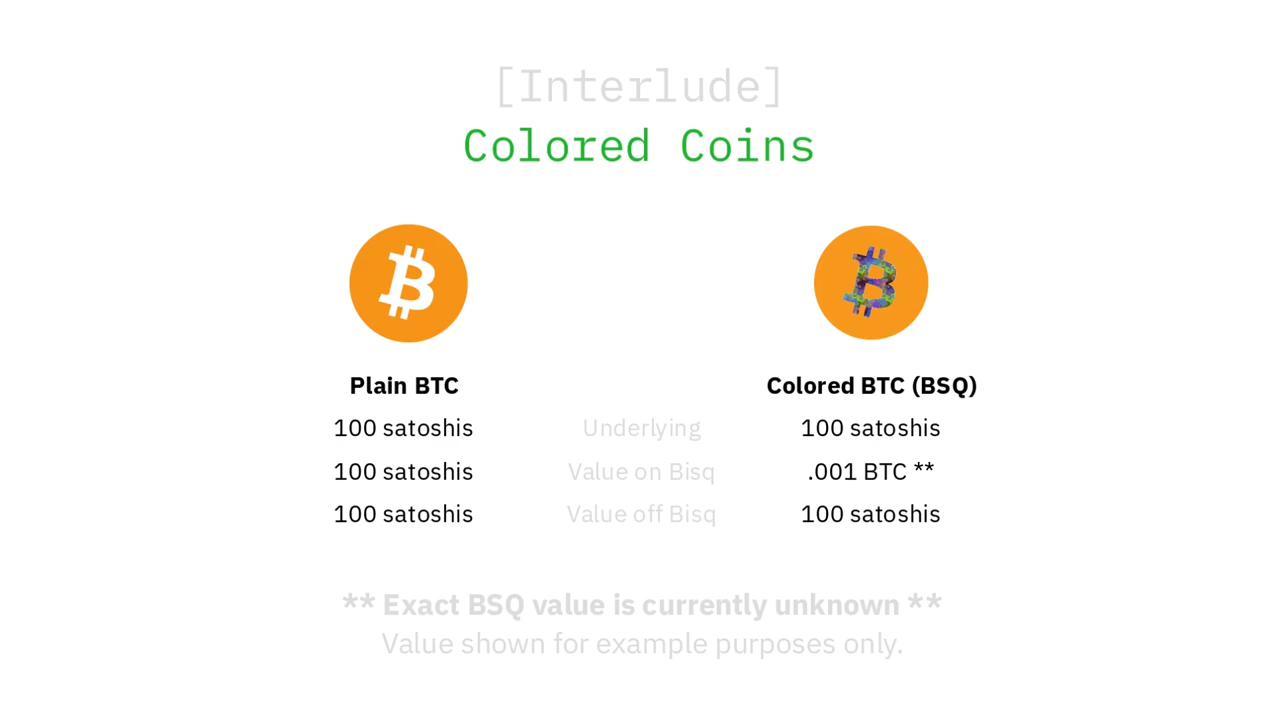 [Interlude]
Colored Coins
Plain BTC Colored BTC (BSQ)
100 satoshis Underlying 100 satoshis
100 satoshis Value on Bisq .001 BTC **
100 satoshis Value off Bisq 100 satoshis
** Exact BSQ value is currently unknown **
Value shown for example purposes only.